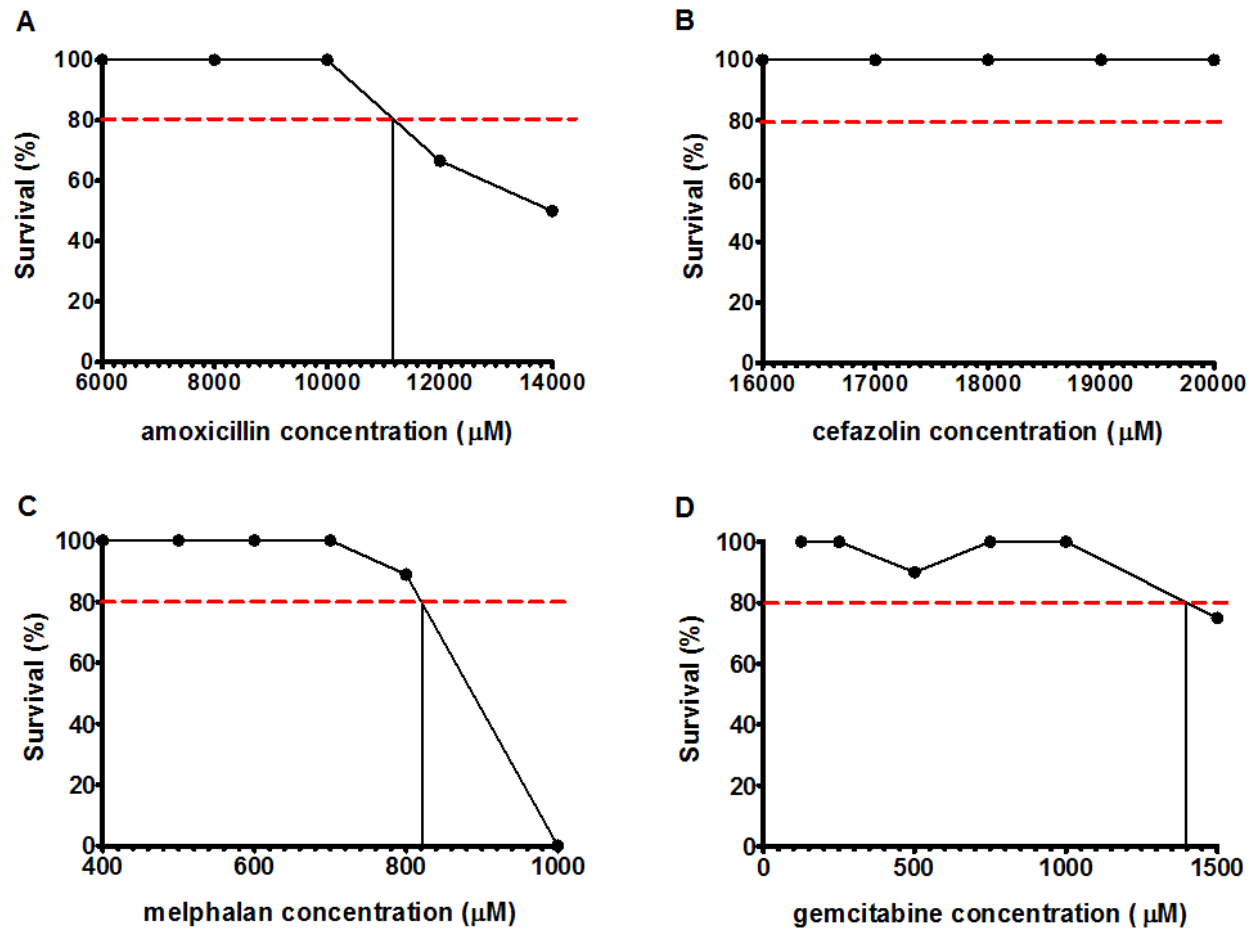 A
B
100
80
60
40
20
0
Survival (%)
6000 8000 10000 12000 14000
amoxicillin concentration (μM)
100
80
60
40
20
0
Survival (%)
16000 17000 18000 19000 20000
cefazolin concentration (μM)
C
D
100
80
60
40
20
0
Survival (%)
400 600 800 1000
melphalan concentration (μM)
100
80
60
40
20
0
Survival (%)
0 500 1000 1500
gemcitabine concentration (μM)